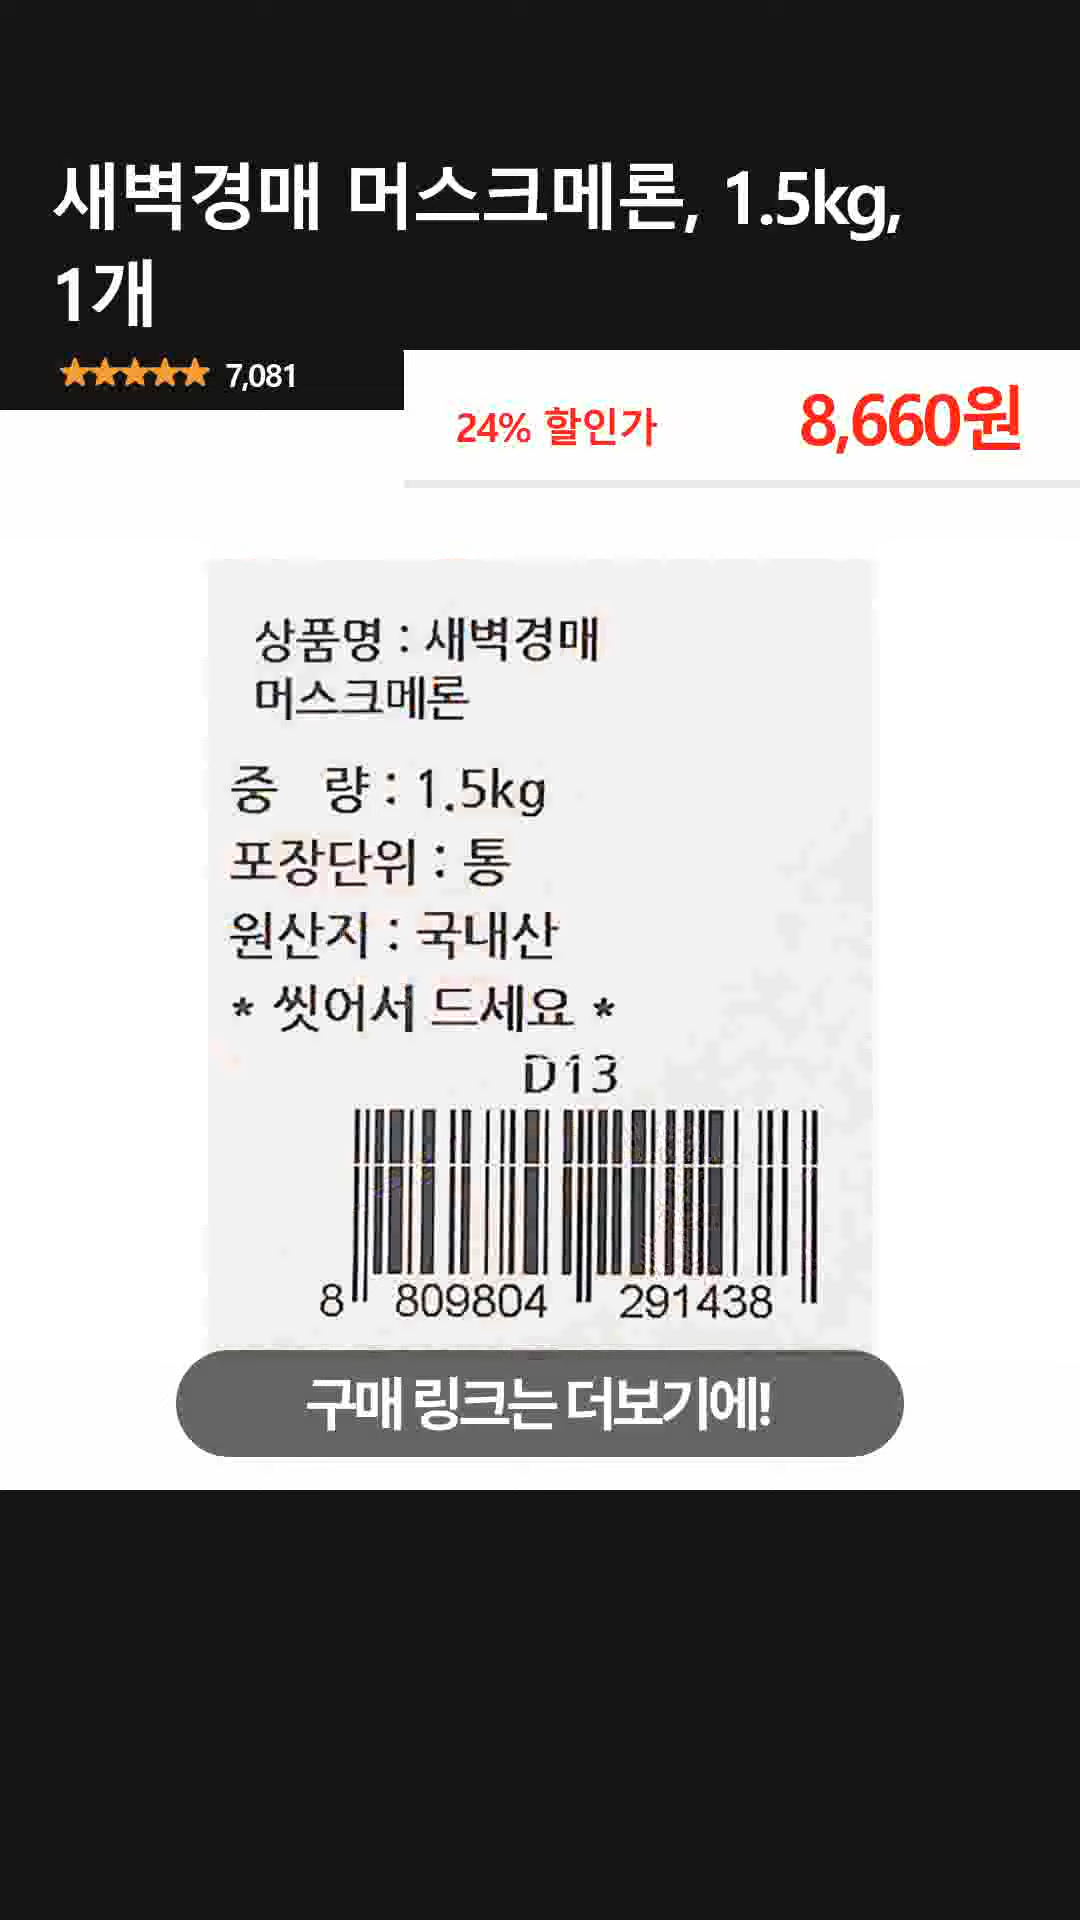 새벽경매 머스크메론, 1.5kg,
1개
7,081
24% 할인가
8,660원
상품명 : 새벽경매
머스크메론
중 량 : 1.5kg
포장단위 : 통
원산지 : 국내산
* 씻어서 드세요 *
D13
8 809804 291438
구매 링크는 더보기에!